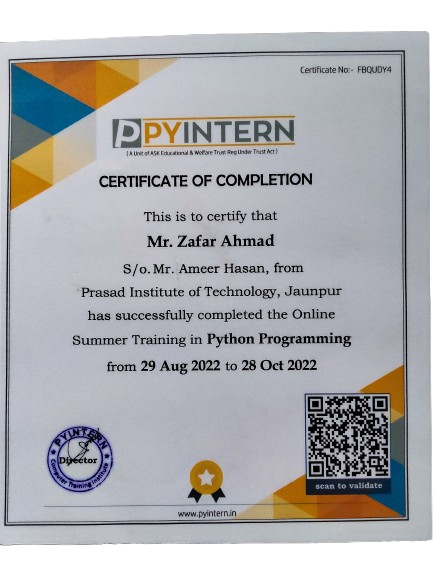 Certificate No:- FBQUDY4
PYINTERN
(A Unit of ASK Educational & Welfare Trust Reg Under Trust Act)
CERTIFICATE OF COMPLETION
This is to certify that
Mr. Zafar Ahmad
S/o. Mr. Ameer Hasan, from
Prasad Institute of Technology, Jaunpur
has successfully completed the Online
Summer Training in Python Programming
from 29 Aug 2022 to 28 Oct 2022
PYINTERN
Director
Computer Training Institute
scan to validate
www.pyintern.in